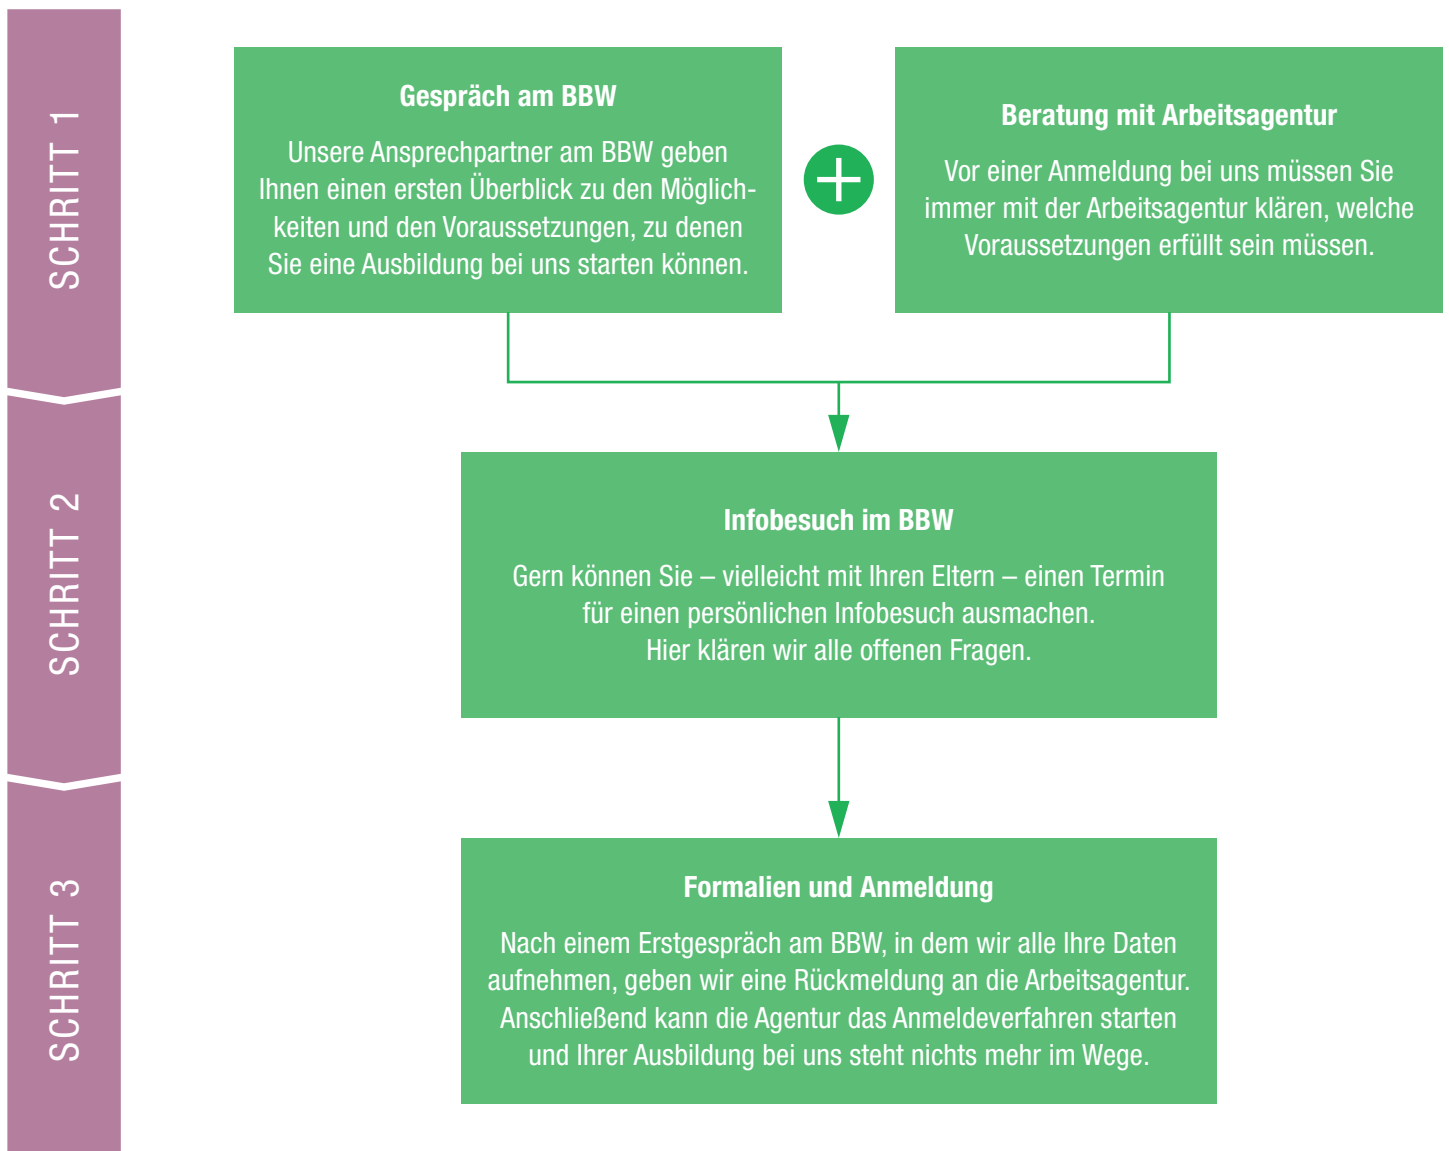 SCHRITT 1
Gespräch am BBW
Unsere Ansprechpartner am BBW geben
Ihnen einen ersten Überblick zu den Möglich-
keiten und den Voraussetzungen, zu denen
Sie eine Ausbildung bei uns starten können.
Beratung mit Arbeitsagentur
Vor einer Anmeldung bei uns müssen Sie
immer mit der Arbeitsagentur klären, welche
Voraussetzungen erfüllt sein müssen.
SCHRITT 2
Infobesuch im BBW
Gern können Sie – vielleicht mit Ihren Eltern – einen Termin
für einen persönlichen Infobesuch ausmachen.
Hier klären wir alle offenen Fragen.
SCHRITT 3
Formalien und Anmeldung
Nach einem Erstgespräch am BBW, in dem wir alle Ihre Daten
aufnehmen, geben wir eine Rückmeldung an die Arbeitsagentur.
Anschließend kann die Agentur das Anmeldeverfahren starten
und Ihrer Ausbildung bei uns steht nichts mehr im Wege.